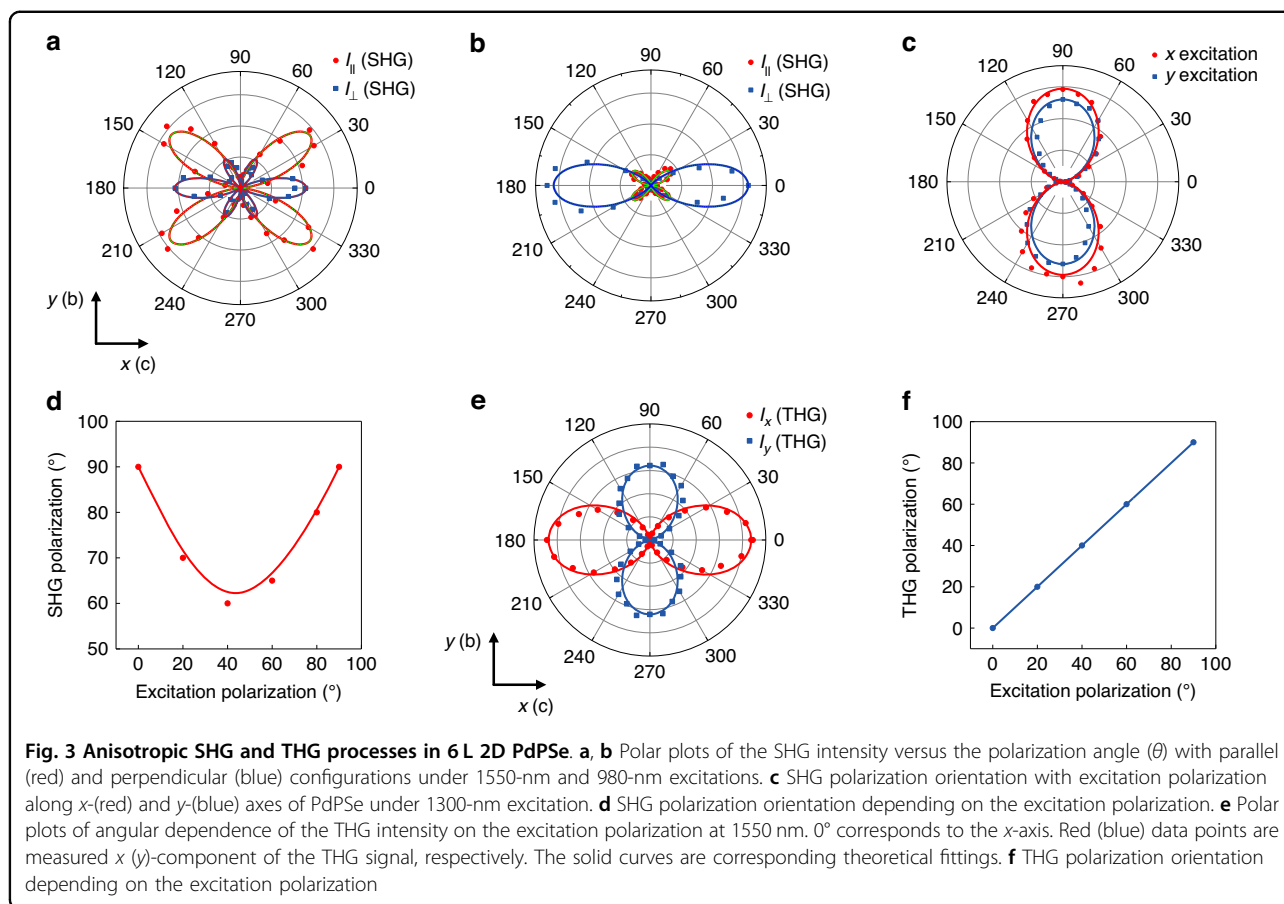 a
90
120
60
150
30
180
0
210
330
240
300
270
I∥ (SHG)
I⊥ (SHG)
y (b)
x (c)
b
90
120
60
150
30
180
0
210
330
240
300
270
I∥ (SHG)
I⊥ (SHG)
c
90
120
60
150
30
180
0
210
330
240
300
270
x excitation
y excitation
d
100
90
80
70
60
50
SHG polarization (°)
0 20 40 60 80 100
Excitation polarization (°)
e
90
120
60
150
30
180
0
210
330
240
300
270
Ix (THG)
Iy (THG)
y (b)
x (c)
f
100
80
60
40
20
0
THG polarization (°)
0 20 40 60 80 100
Excitation polarization (°)
Fig. 3 Anisotropic SHG and THG processes in 6 L 2D PdPSe. a, b Polar plots of the SHG intensity versus the polarization angle (θ) with parallel
(red) and perpendicular (blue) configurations under 1550-nm and 980-nm excitations. c SHG polarization orientation with excitation polarization
along x-(red) and y-(blue) axes of PdPSe under 1300-nm excitation. d SHG polarization orientation depending on the excitation polarization. e Polar
plots of angular dependence of the THG intensity on the excitation polarization at 1550 nm. 0° corresponds to the x-axis. Red (blue) data points are
measured x (y)-component of the THG signal, respectively. The solid curves are corresponding theoretical fittings. f THG polarization orientation
depending on the excitation polarization